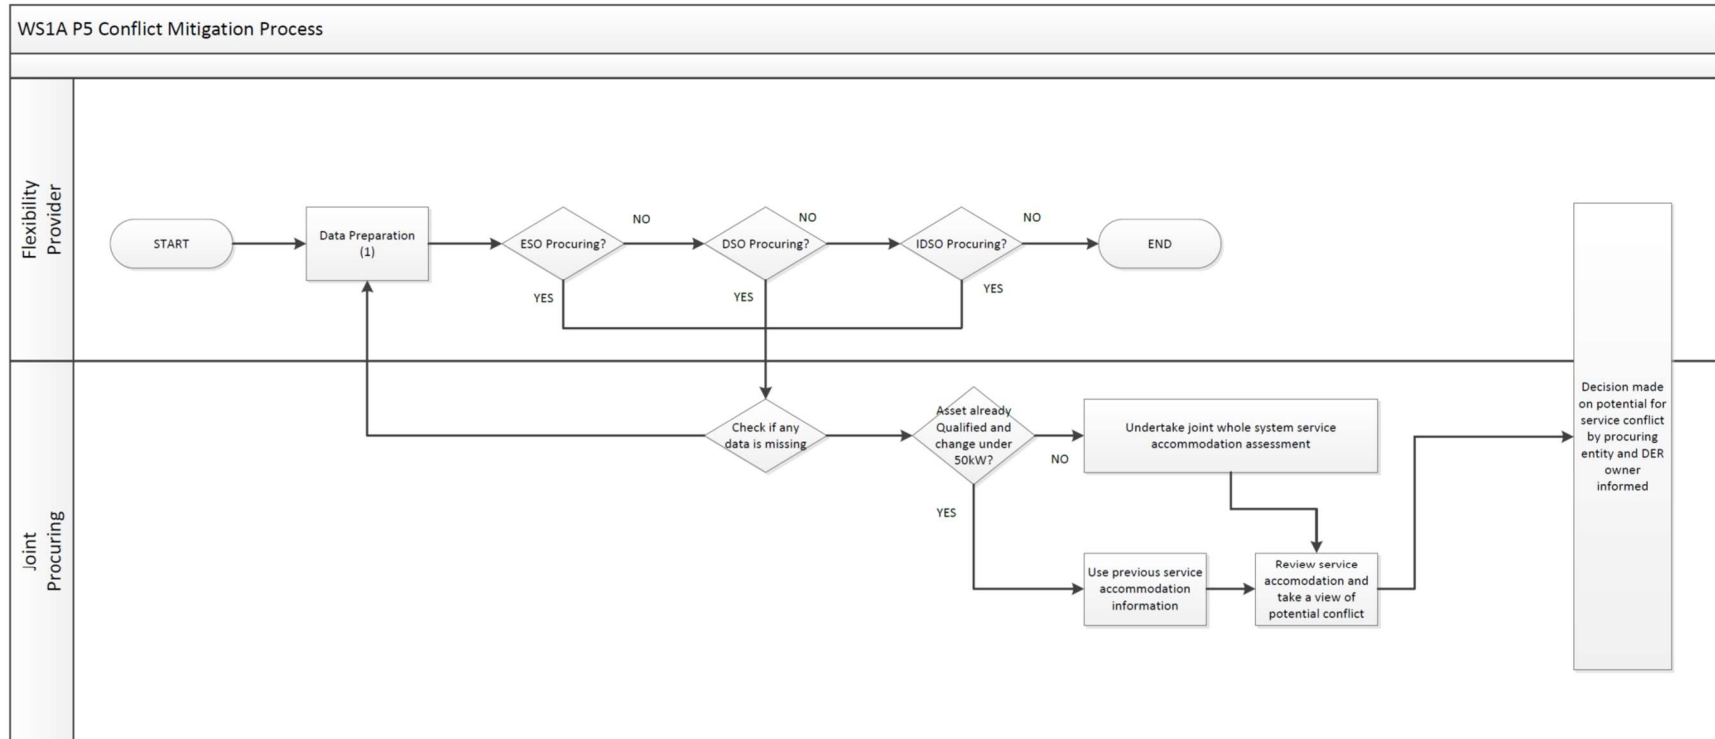 WS1A P5 Conflict Mitigation Process
Flexibility
Provider
START
Data Preparation
(1)
ESO Procuring?
NO
YES
DSO Procuring?
NO
YES
IDSO Procuring?
NO
YES
END
Joint
Procuring
Check if any
data is missing
Asset already
Qualified and
change under
50kW?
NO
YES
Undertake joint whole system service
accommodation assessment
Use previous service
accommodation
information
Review service
accomodation and
take a view of
potential conflict
Decision made
on potential for
service conflict
by procuring
entity and DER
owner
informed